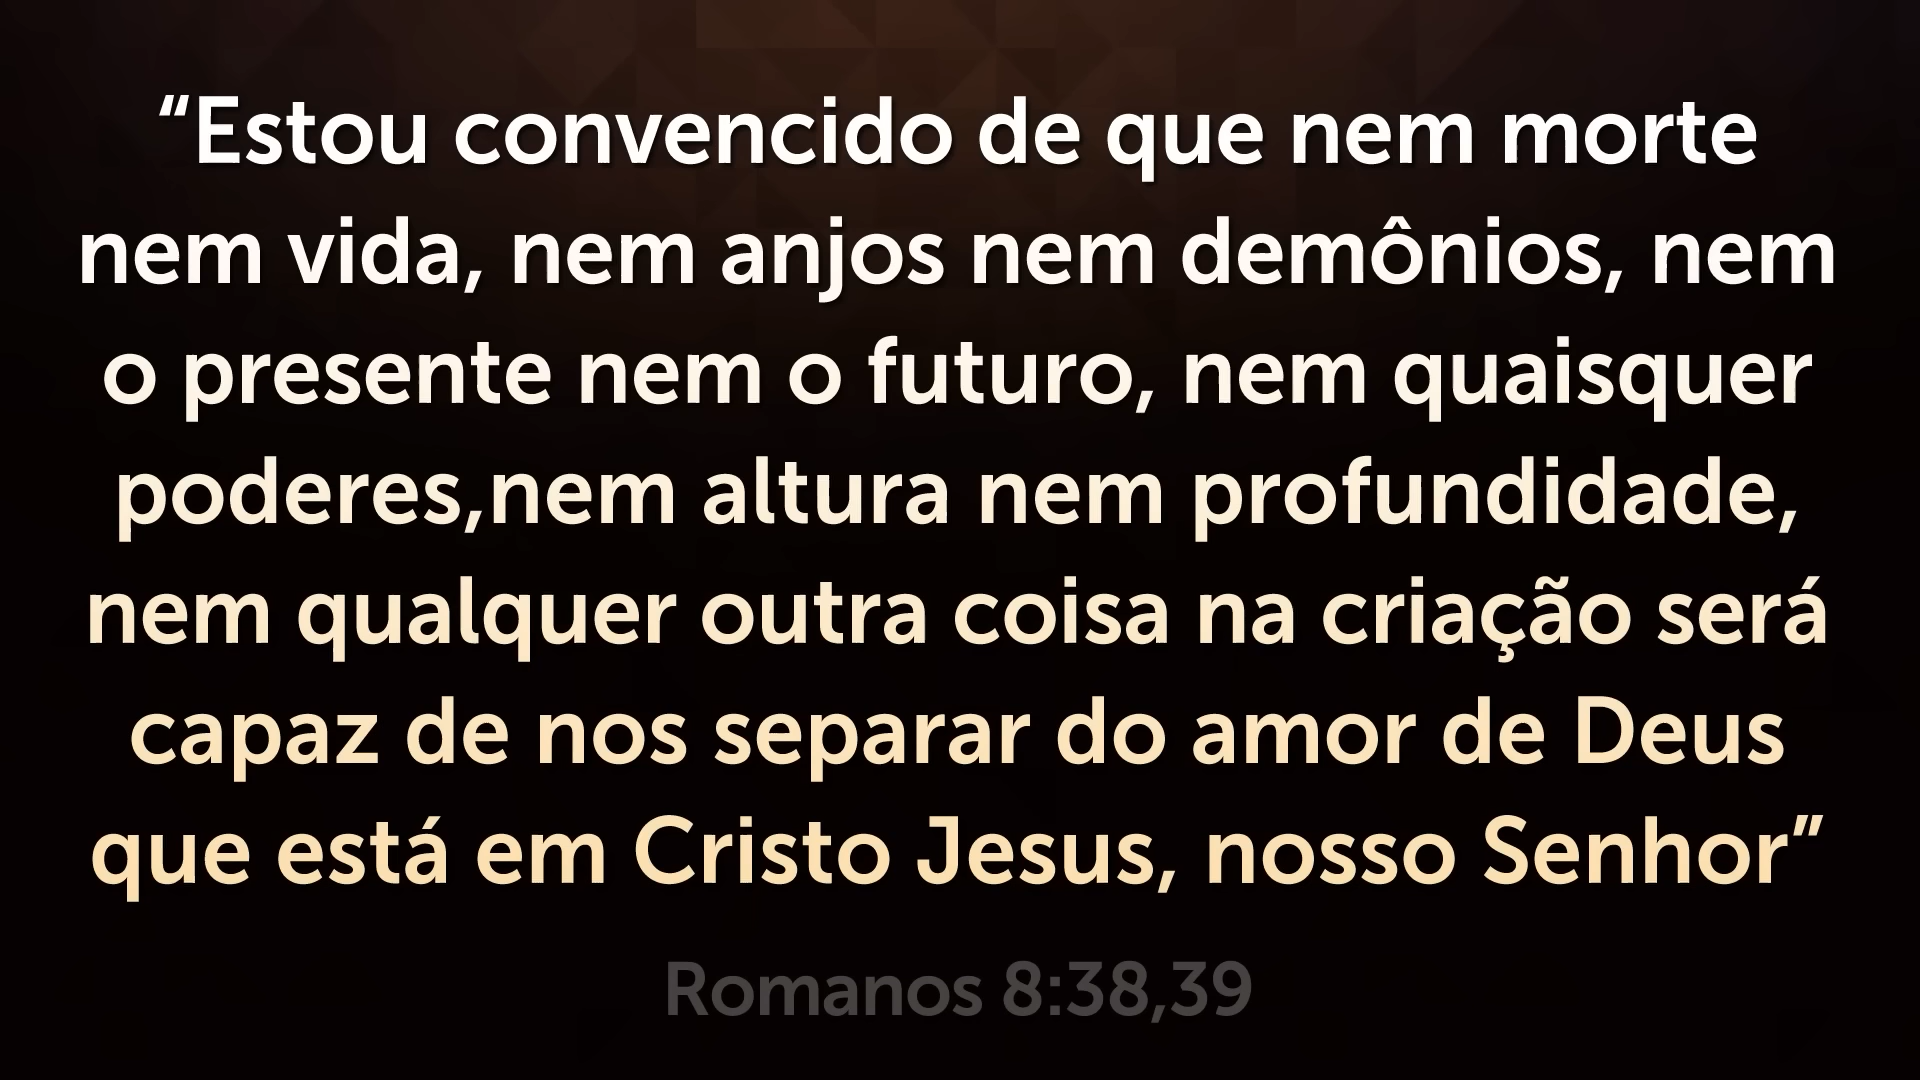 “Estou convencido de que nem morte
nem vida, nem anjos nem demônios, nem
o presente nem o futuro, nem quaisquer
poderes,nem altura nem profundidade,
nem qualquer outra coisa na criação será
capaz de nos separar do amor de Deus
que está em Cristo Jesus, nosso Senhor”
Romanos 8:38,39